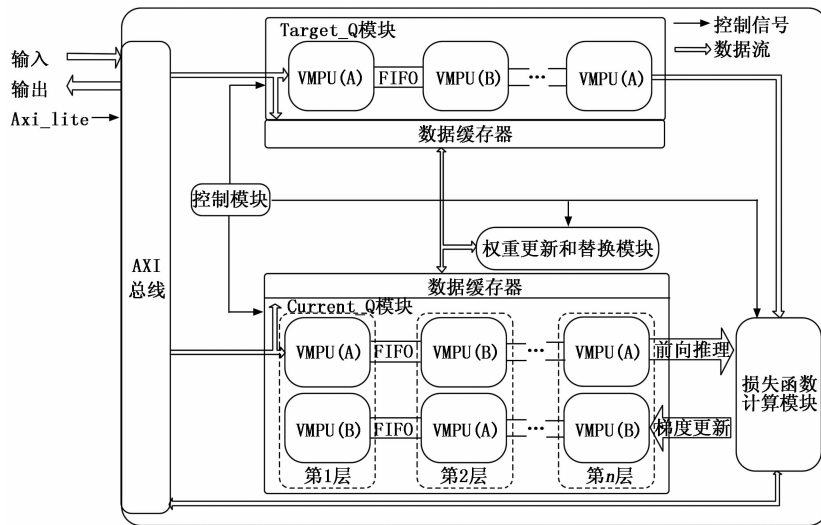 Target_Q模块
控制信号
数据流
输入
输出
Axi_lite
VMPU(A)
FIFO
VMPU(B)
...
VMPU(A)
数据缓存器
控制模块
权重更新和替换模块
AXI
总线
数据缓存器
Current_Q模块
VMPU(A)
FIFO
VMPU(B)
...
VMPU(A)
前向推理
损失函数
计算模块
VMPU(B)
FIFO
VMPU(A)
...
VMPU(B)
梯度更新
第1层
第2层
第n层